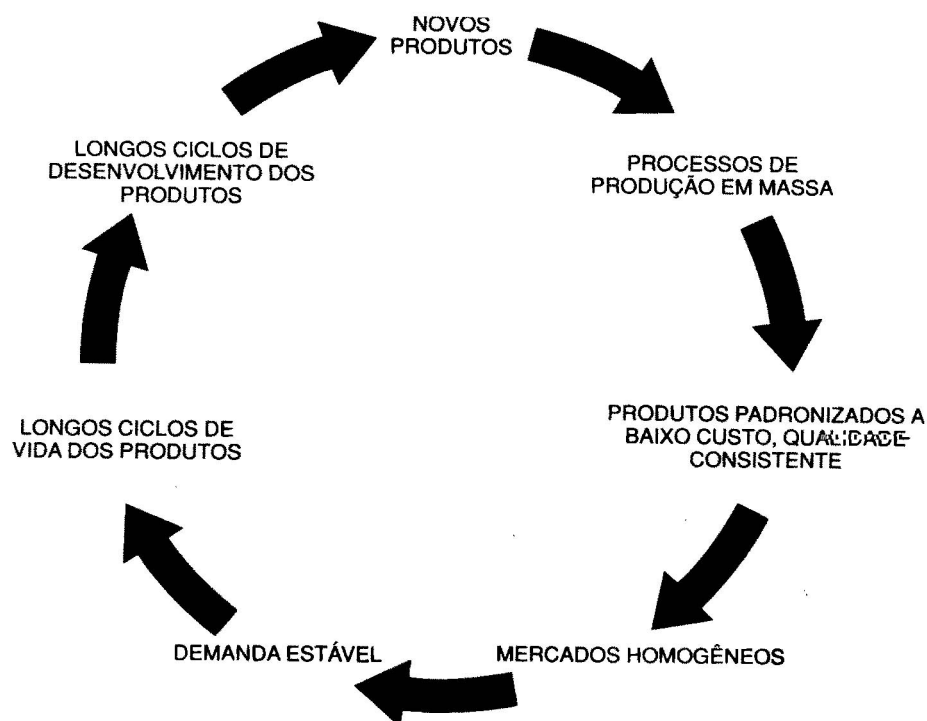 NOVOS
PRODUTOS
PROCESSOS DE
PRODUÇÃO EM MASSA
PRODUTOS PADRONIZADOS A
BAIXO CUSTO, QUALIDADE
CONSISTENTE
MERCADOS HOMOGÊNEOS
DEMANDA ESTÁVEL
LONGOS CICLOS DE
VIDA DOS PRODUTOS
LONGOS CICLOS DE
DESENVOLVIMENTO DOS
PRODUTOS